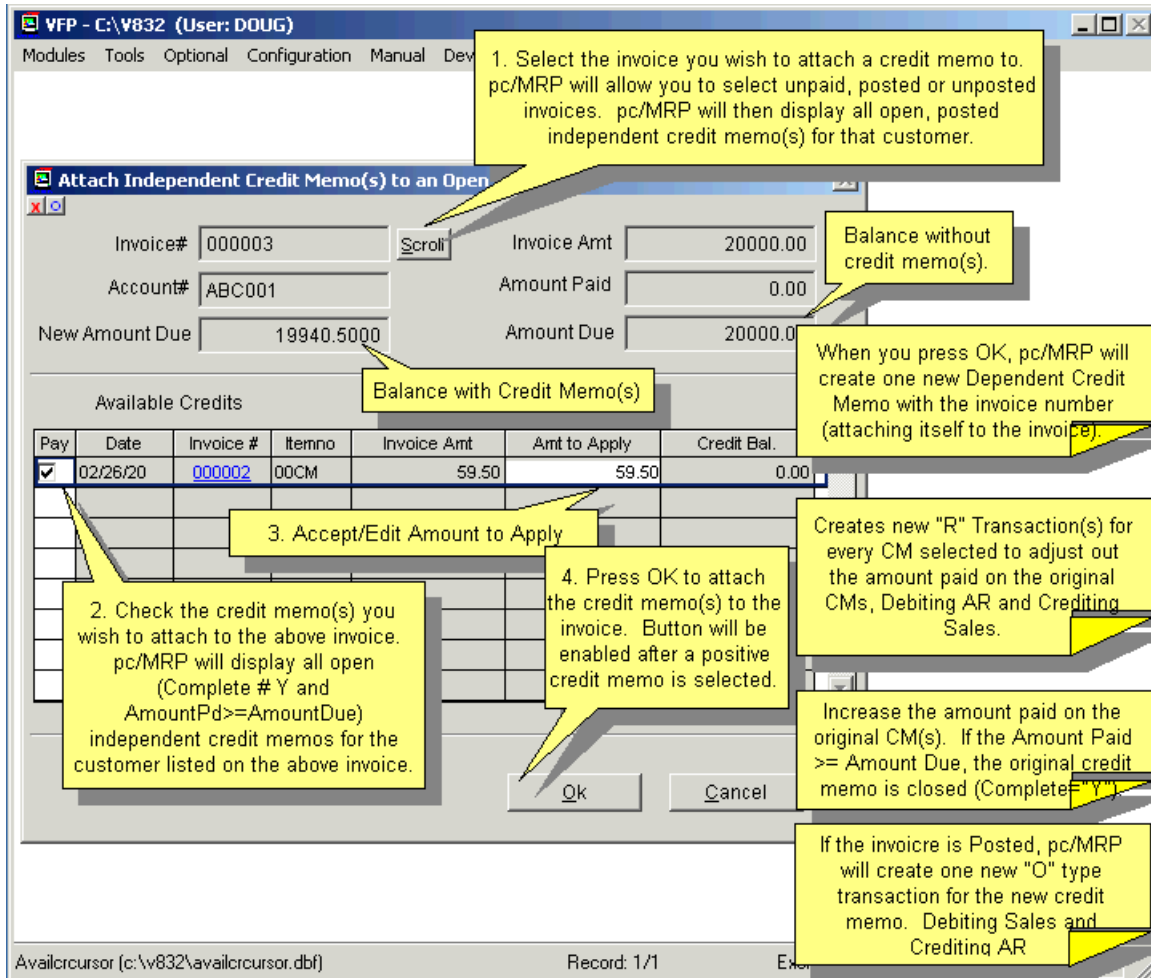 VFP - C:\V832 (User: DOUG)
Modules Tools Optional Configuration Manual
1. Select the invoice you wish to attach a credit memo to.
pc/MRP will allow you to select unpaid, posted or unposted
invoices. pc/MRP will then display all open, posted
independent credit memo(s) for that customer.
Attach Independent Credit Memo(s) to an Open
Invoice# 000003 Scroll Invoice Amt 20000.00
Balance without
credit memo(s).
Account# ABC001 Amount Paid 0.00
New Amount Due 19940.5000 Amount Due 20000.0
Balance with Credit Memo(s)
When you press OK, pc/MRP will
create one new Dependent Credit
Memo with the invoice number
(attaching itself to the invoice).
Available Credits
Pay Date Invoice # Itemno Invoice Amt Amt to Apply Credit Bal.
02/26/20 000002 00CM 59.50 59.50 0.00
3. Accept/Edit Amount to Apply
Creates new "R" Transaction(s) for
every CM selected to adjust out
the amount paid on the original
CMs, Debiting AR and Crediting
Sales.
2. Check the credit memo(s) you
wish to attach to the above invoice.
pc/MRP will display all open
(Complete # Y and
AmountPd>=AmountDue)
independent credit memos for the
customer listed on the above invoice.
4. Press OK to attach
the credit memo(s) to the
invoice. Button will be
enabled after a positive
credit memo is selected.
Increase the amount paid on the
original CM(s). If the Amount Paid
>= Amount Due, the original credit
memo is closed (Complete="Y")
Ok Cancel
If the invoicre is Posted, pc/MRP
will create one new "O" type
transaction for the new credit
memo. Debiting Sales and
Crediting AR
Availcrcursor (c:\v832\availcrcursor.dbf) Record: 1/1